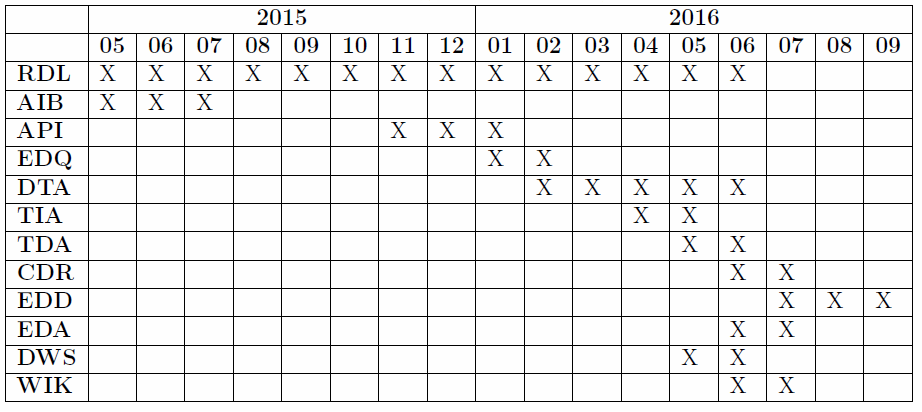 2015 2016
05 06 07 08 09 10 11 12 01 02 03 04 05 06 07 08 09
RDL X X X X X X X X X X X X X X
AIB X X X
API X X X
EDQ X X
DTA X X X X X
TIA X X
TDA X X
CDR X X
EDD X X X
EDA X X
DWS X X
WIK X X